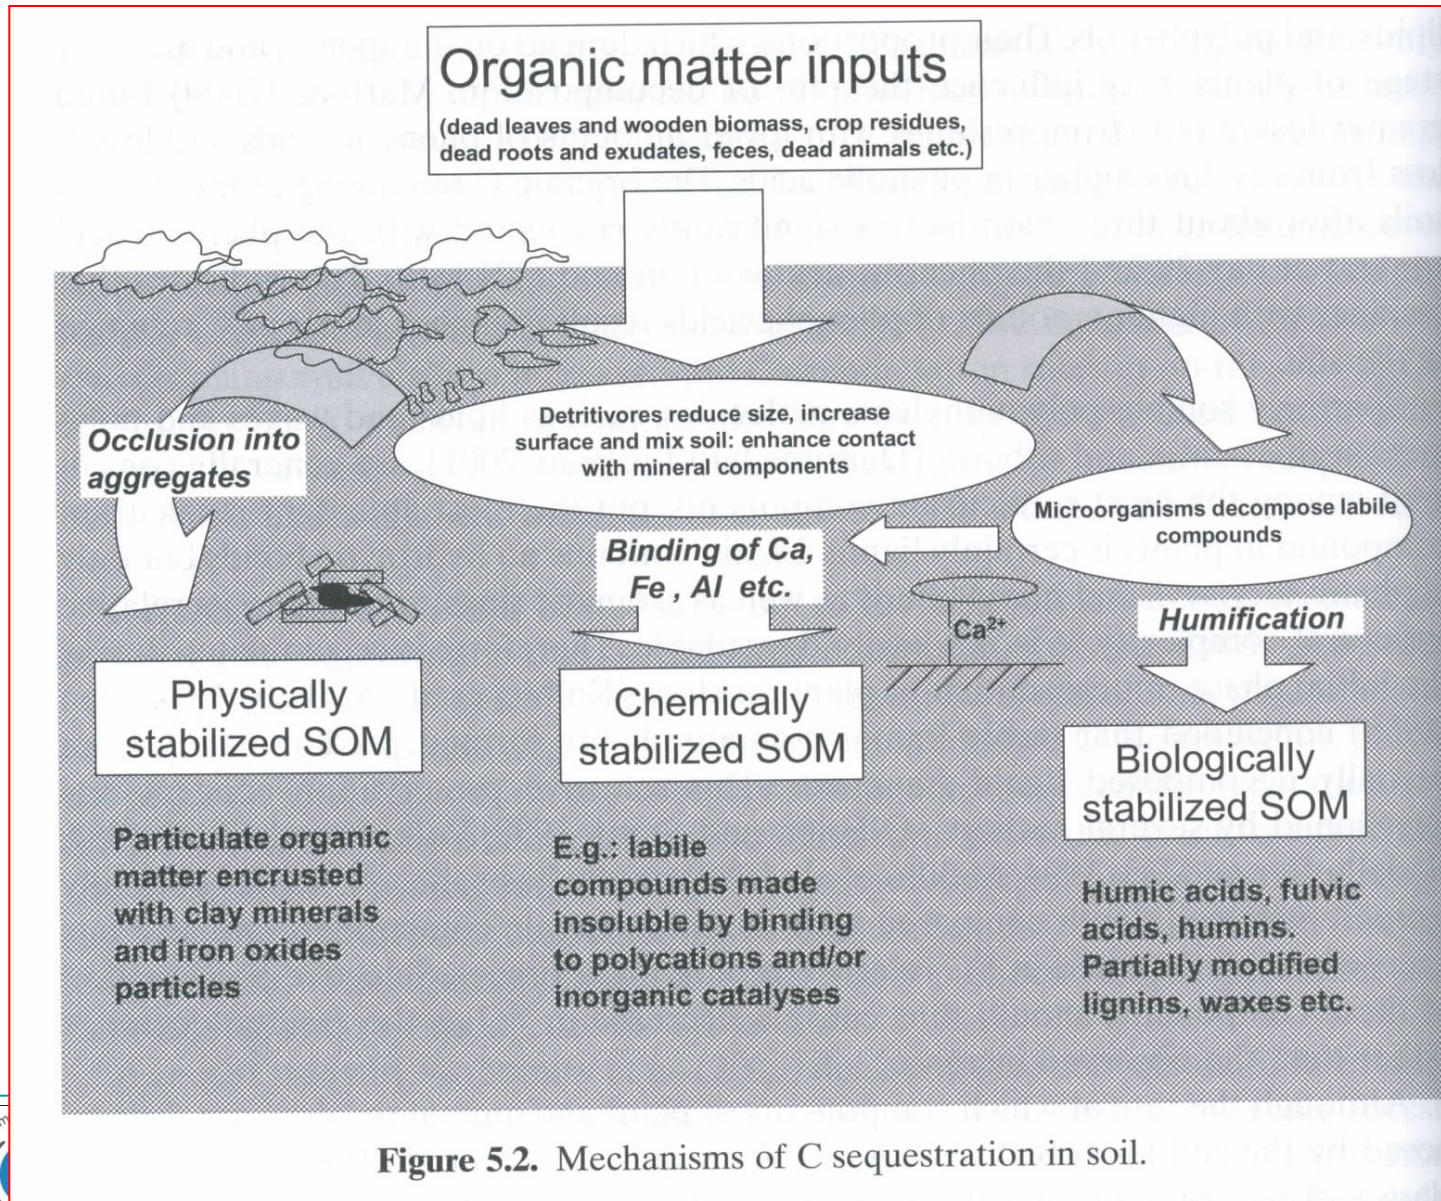 Organic matter inputs
(dead leaves and wooden biomass, crop residues,
dead roots and exudates, feces, dead animals etc.)
Detritivores reduce size, increase
surface and mix soil: enhance contact
with mineral components
Occlusion into
aggregates
Microorganisms decompose labile
compounds
Binding of Ca,
Fe , Al etc.
Ca²⁺
Humification
Physically
stabilized SOM
Chemically
stabilized SOM
Biologically
stabilized SOM
Particulate organic
matter encrusted
with clay minerals
and iron oxides
particles
E.g.: labile
compounds made
insoluble by binding
to polycations and/or
inorganic catalyses
Humic acids, fulvic
acids, humins.
Partially modified
lignins, waxes etc.
Figure 5.2. Mechanisms of C sequestration in soil.